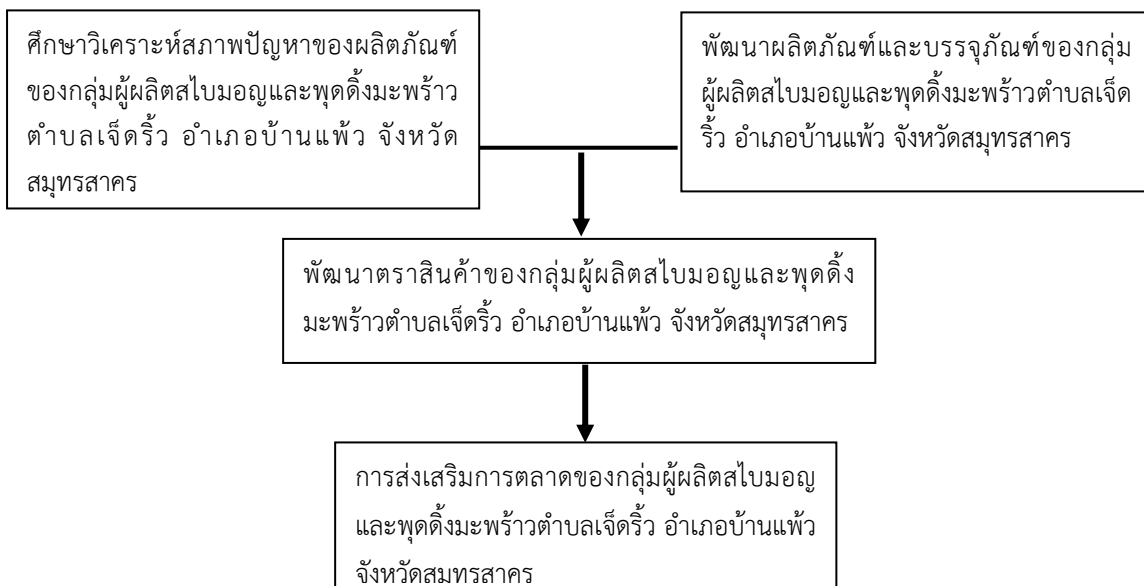 ศึกษาวิเคราะห์สภาพปัญหาของผลิตภัณฑ์
ของกลุ่มผู้ผลิตสไบมอญและพุดดิ้งมะพร้าว
ตำบลเจ็ดริ้ว อำเภอบ้านแพ้ว จังหวัด
สมุทรสาคร
พัฒนาผลิตภัณฑ์และบรรจุภัณฑ์ของกลุ่ม
ผู้ผลิตสไบมอญและพุดดิ้งมะพร้าวตำบลเจ็ด
ริ้ว อำเภอบ้านแพ้ว จังหวัดสมุทรสาคร
พัฒนาตราสินค้าของกลุ่มผู้ผลิตสไบมอญและพุดดิ้ง
มะพร้าวตำบลเจ็ดริ้ว อำเภอบ้านแพ้ว จังหวัดสมุทรสาคร
การส่งเสริมการตลาดของกลุ่มผู้ผลิตสไบมอญ
และพุดดิ้งมะพร้าวตำบลเจ็ดริ้ว อำเภอบ้านแพ้ว
จังหวัดสมุทรสาคร